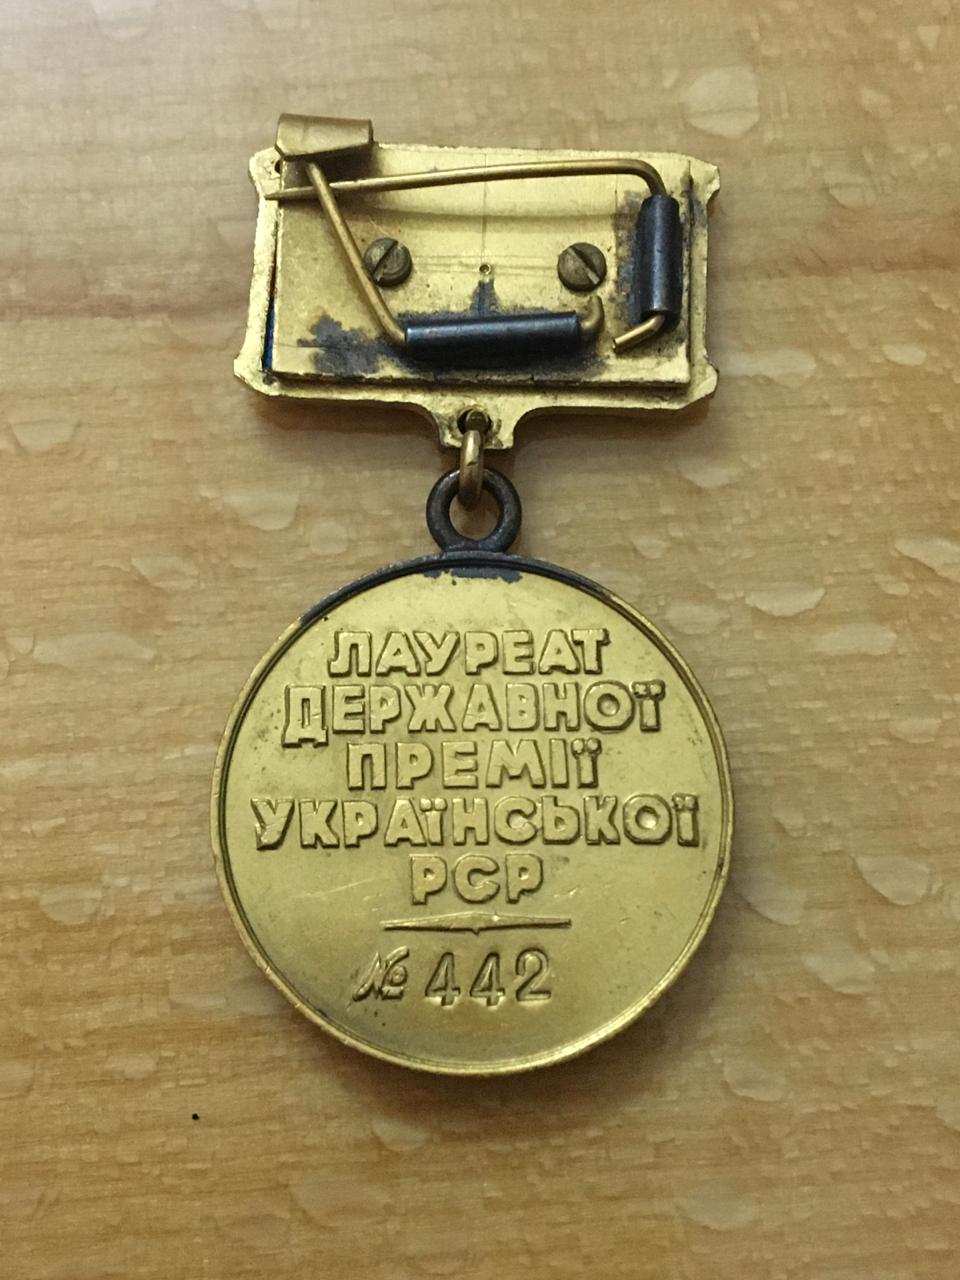 ЛАУРЕАТ
ДЕРЖАВНОЇ
ПРЕМІЇ
УКРАЇНСЬКОЇ
РСР
№ 442